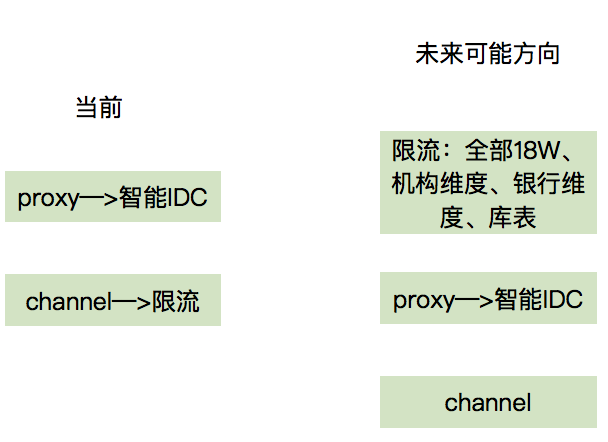 当前
proxy—>智能IDC
channel—>限流
未来可能方向
限流：全部18W、
机构维度、银行维
度、库表
proxy—>智能IDC
channel